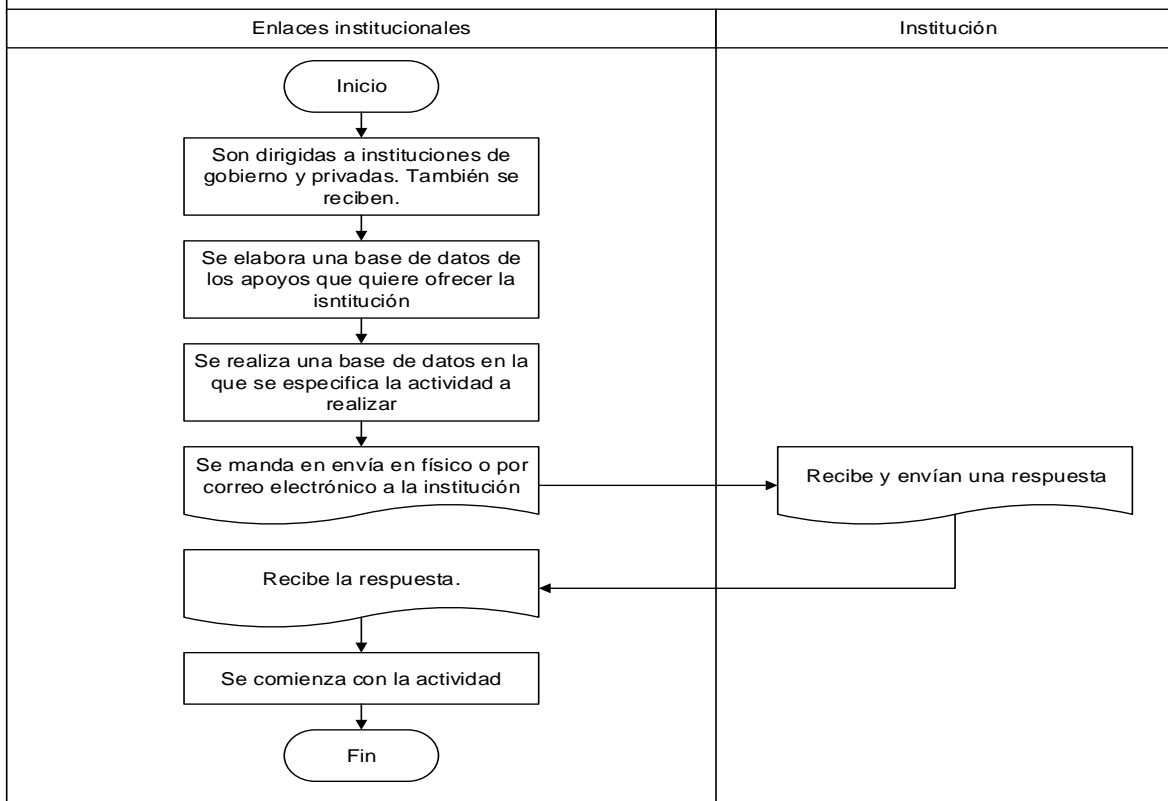 Enlaces institucionales
Institución
Inicio
Son dirigidas a instituciones de
gobierno y privadas. También se
reciben.
Se elabora una base de datos de
los apoyos que quiere ofrecer la
isntitución
Se realiza una base de datos en la
que se especifica la actividad a
realizar
Se manda en envía en físico o por
correo electrónico a la institución
Recibe y envían una respuesta
Recibe la respuesta.
Se comienza con la actividad
Fin